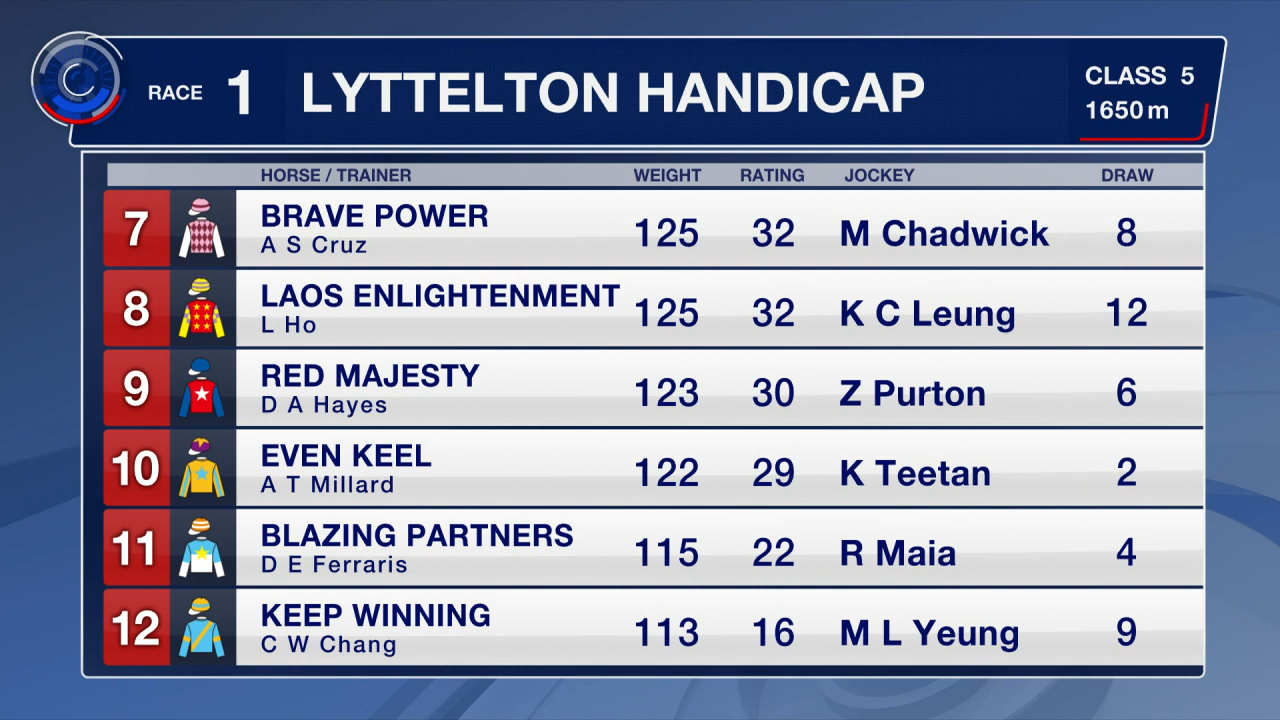 RACE 1 LYTTELTON HANDICAP CLASS 5
1650m
HORSE / TRAINER WEIGHT RATING JOCKEY DRAW
7 BRAVE POWER 125 32 M Chadwick 8
A S Cruz
8 LAOS ENLIGHTENMENT 125 32 K C Leung 12
L Ho
9 RED MAJESTY 123 30 Z Purton 6
D A Hayes
10 EVEN KEEL 122 29 K Teetan 2
A T Millard
11 BLAZING PARTNERS 115 22 R Maia 4
D E Ferraris
12 KEEP WINNING 113 16 M L Yeung 9
C W Chang